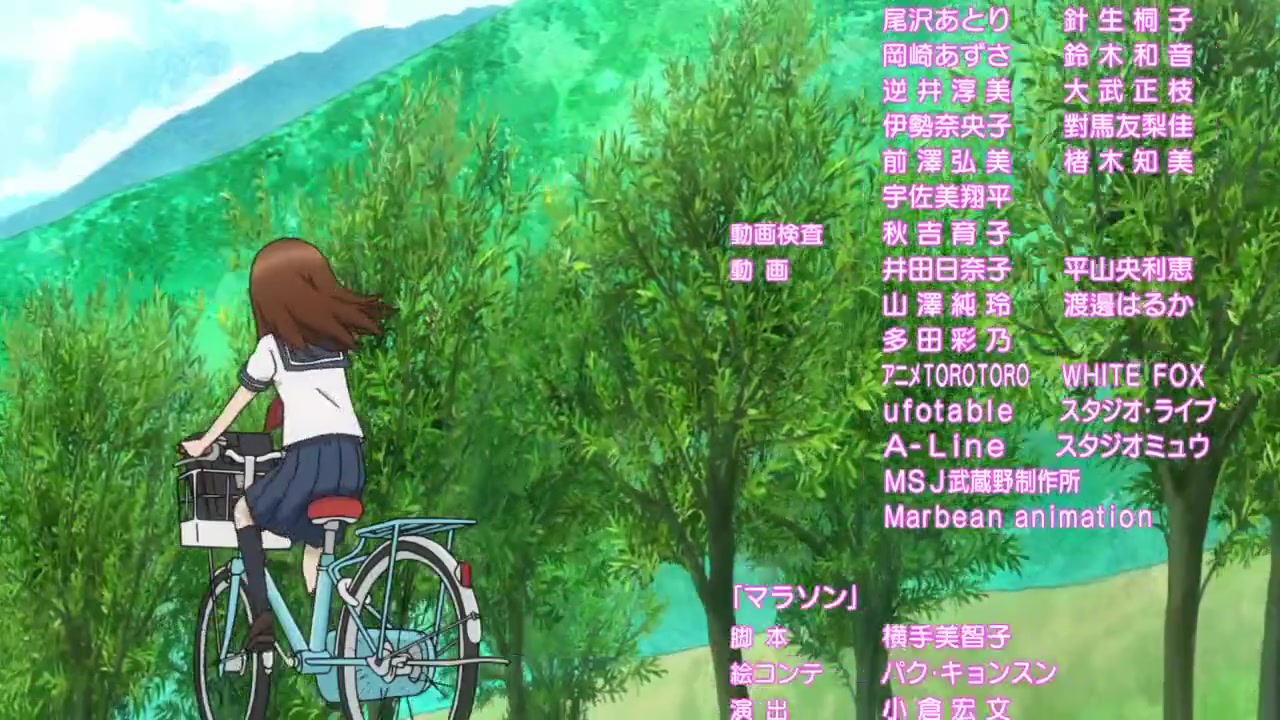 尾沢あとり 針生桐子
岡崎あずさ 鈴木和音
逆井淳美 大武正枝
伊勢奈央子 對馬友梨佳
前澤弘美 楮木知美
宇佐美翔平
動画検査 秋吉育子
動画 井田日奈子 平山央利恵
山澤純玲 渡邊はるか
多田彩乃
アニメTOROTORO WHITE FOX
ufotable スタジオ・ライブ
A-Line スタジオミュウ
MSJ武蔵野制作所
Marbean animation
「マラソン」
脚本 横手美智子
絵コンテ パク・キョンスン
演出 小倉宏文